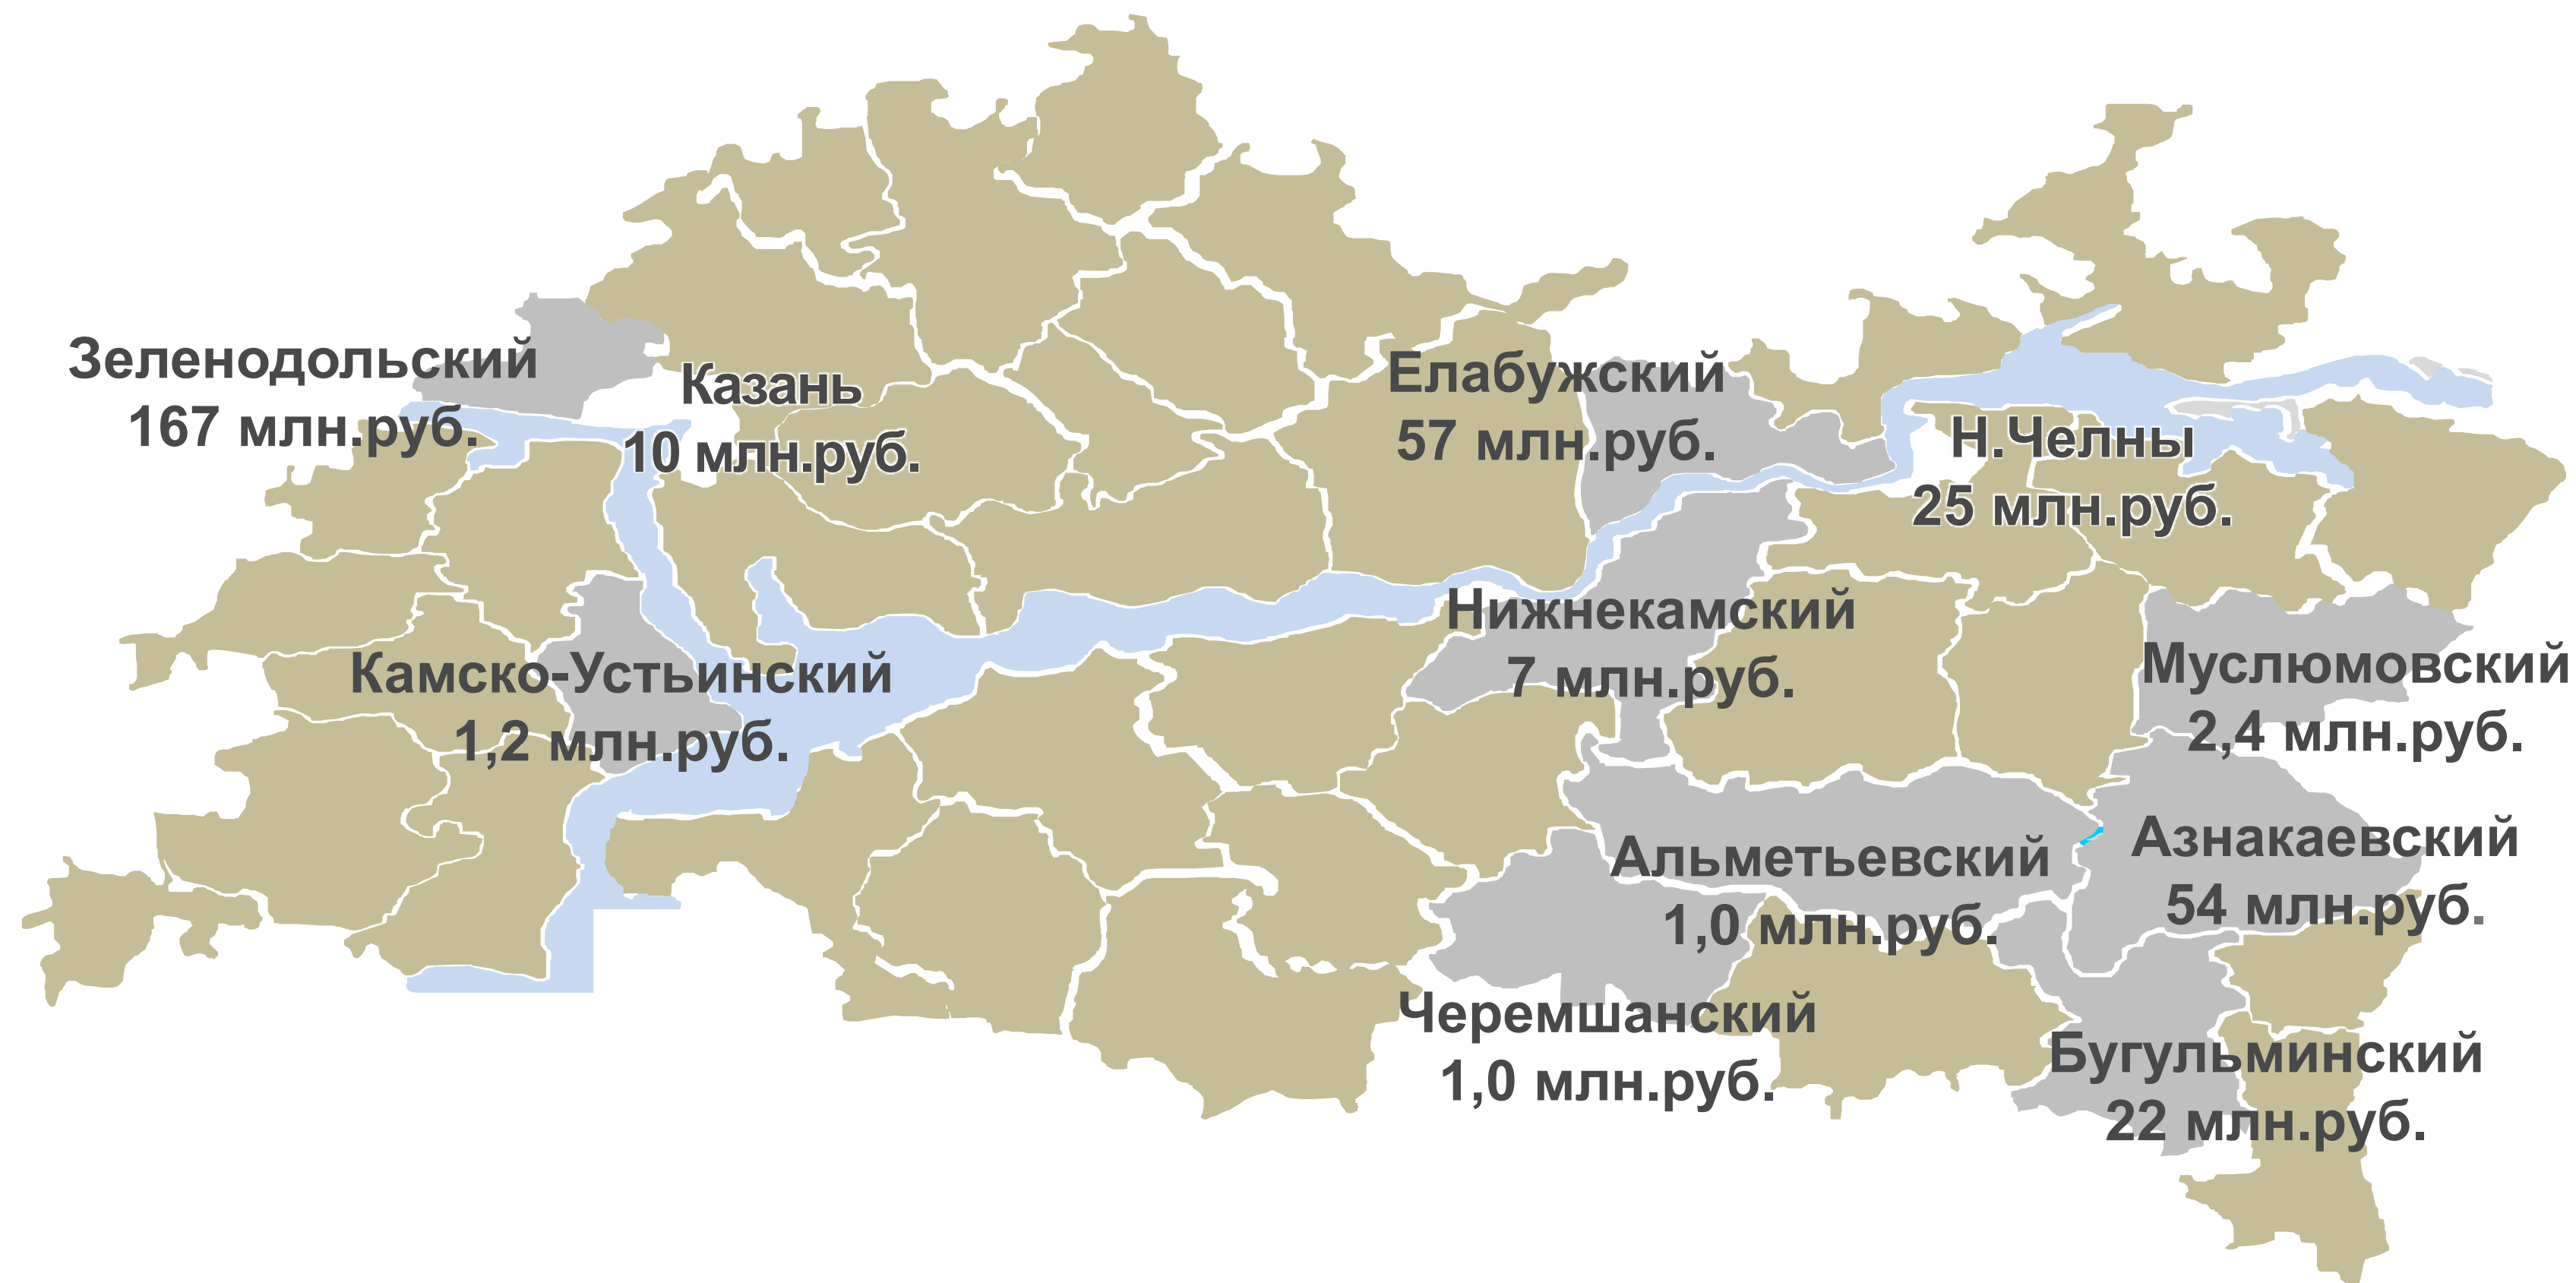 Зеленодольский
167 млн.руб.
Казань
10 млн.руб.
Елабужский
57 млн.руб.
Н.Челны
25 млн.руб.
Нижнекамский
7 млн.руб.
Камско-Устьинский
1,2 млн.руб.
Муслюмовский
2,4 млн.руб.
Альметьевский
1,0 млн.руб.
Азнакаевский
54 млн.руб.
Черемшанский
1,0 млн.руб.
Бугульминский
22 млн.руб.